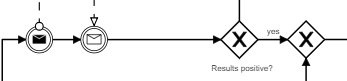 yes
Results positive?